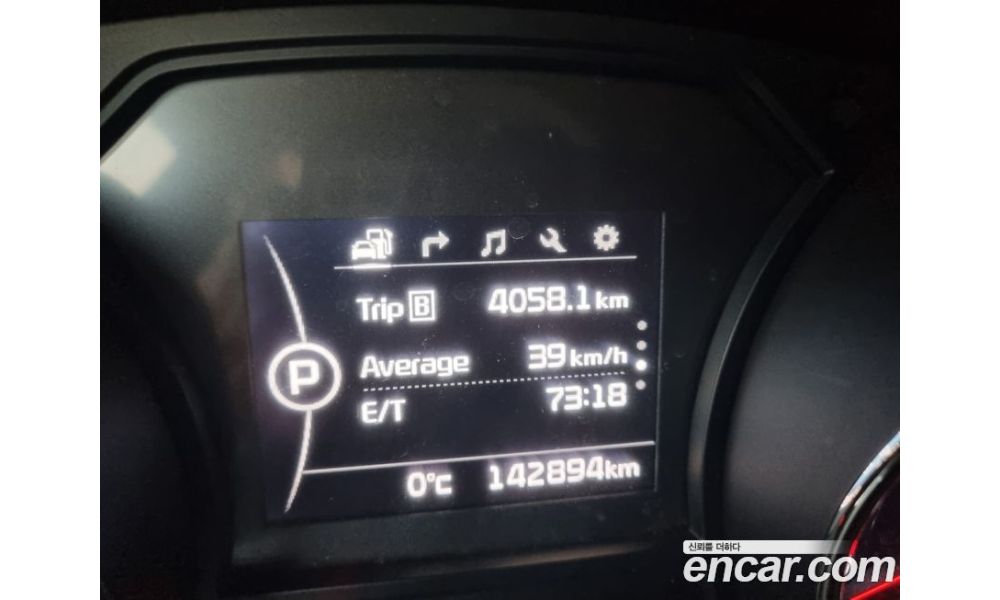 Trip B 4058.1 km
Average 39 km/h
E/T 73:18
P
0°C 142894km
신뢰를 더하다
encar.com